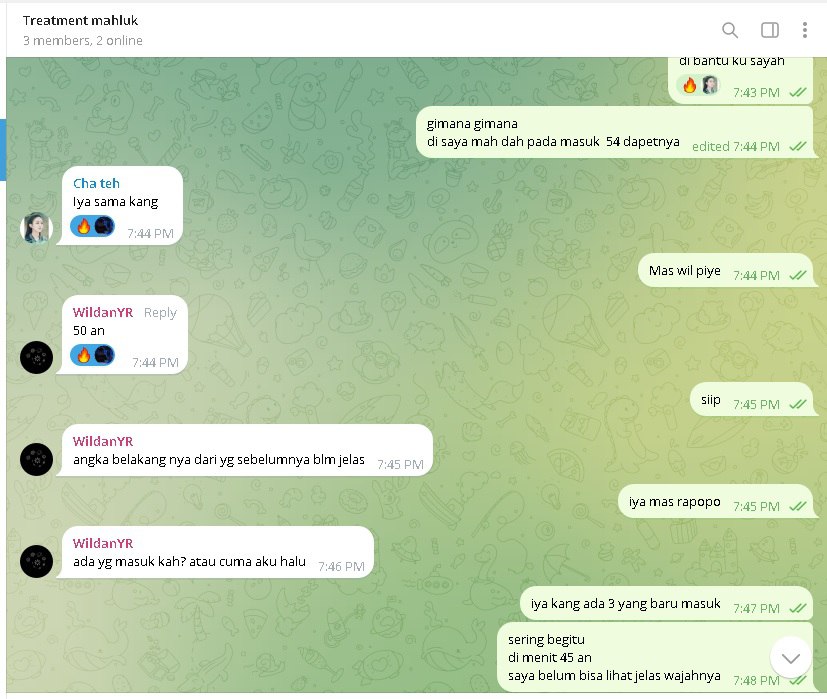 Treatment mahluk
3 members, 2 online
di bantu ku sayah
7:43 PM
gimana gimana
di saya mah dah pada masuk 54 dapetnya
edited 7:44 PM
Cha teh
Iya sama kang
7:44 PM
Mas wil piye
7:44 PM
WildanYR Reply
50 an
7:44 PM
siip
7:45 PM
WildanYR
angka belakang nya dari yg sebelumnya blm jelas
7:45 PM
iya mas rapopo
7:45 PM
WildanYR
ada yg masuk kah? atau cuma aku halu
7:46 PM
iya kang ada 3 yang baru masuk
7:47 PM
sering begitu
di menit 45 an
saya belum bisa lihat jelas wajahnya
7:48 PM